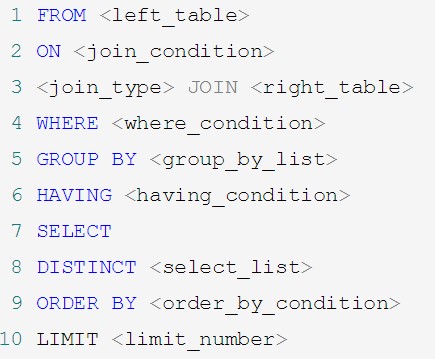 1 FROM <left_table>
2 ON <join_condition>
3 <join_type> JOIN <right_table>
4 WHERE <where_condition>
5 GROUP BY <group_by_list>
6 HAVING <having_condition>
7 SELECT
8 DISTINCT <select_list>
9 ORDER BY <order_by_condition>
10 LIMIT <limit_number>